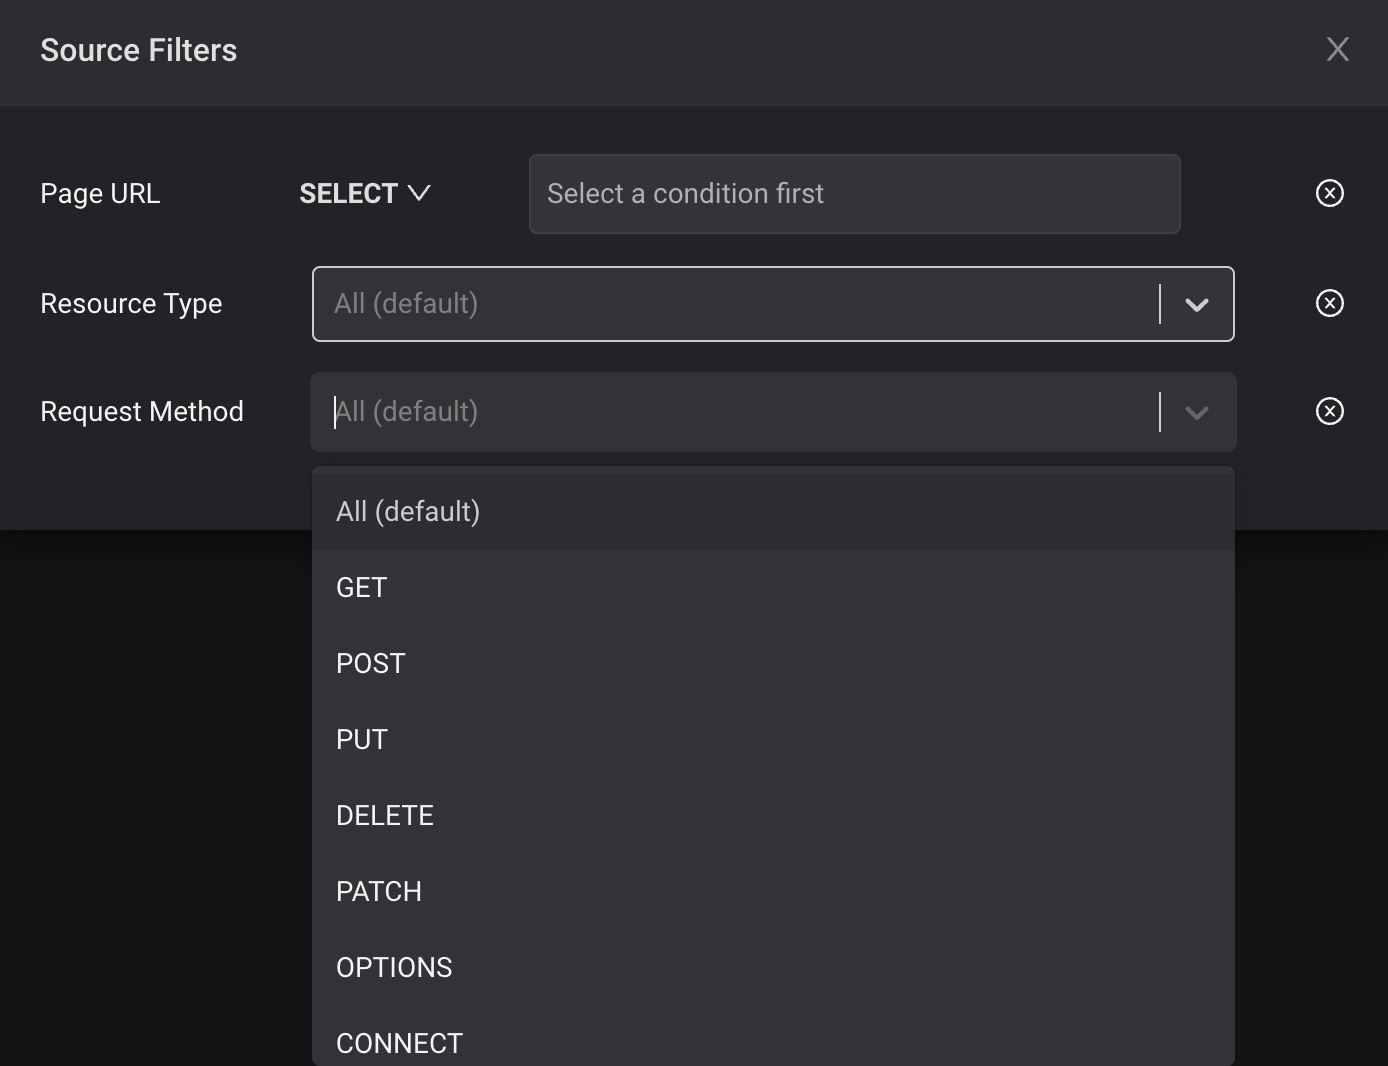 Source Filters
Page URL SELECT Select a condition first
Resource Type All (default)
Request Method All (default)
All (default)
GET
POST
PUT
DELETE
PATCH
OPTIONS
CONNECT